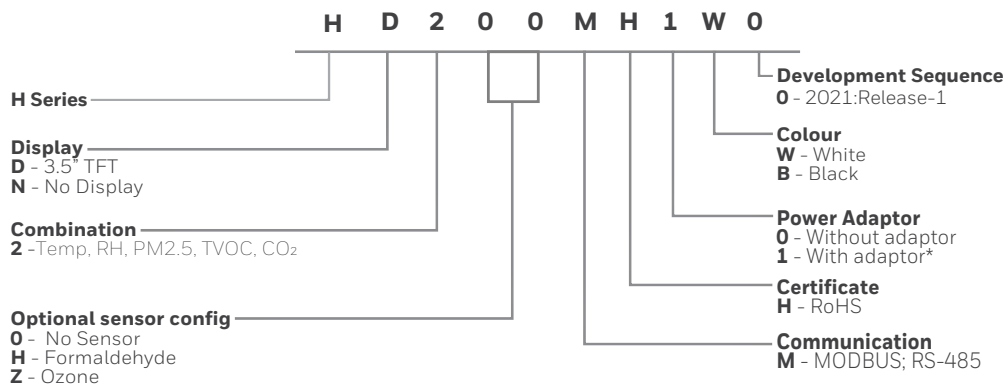 H D 2 0 0 M H 1 W 0
H Series
Display
D - 3.5” TFT
N - No Display
Combination
2 -Temp, RH, PM2.5, TVOC, CO₂
Optional sensor config
0 - No Sensor
H - Formaldehyde
Z - Ozone
Development Sequence
0 - 2021:Release-1
Colour
W - White
B - Black
Power Adaptor
0 - Without adaptor
1 - With adaptor*
Certificate
H - RoHS
Communication
M - MODBUS; RS-485